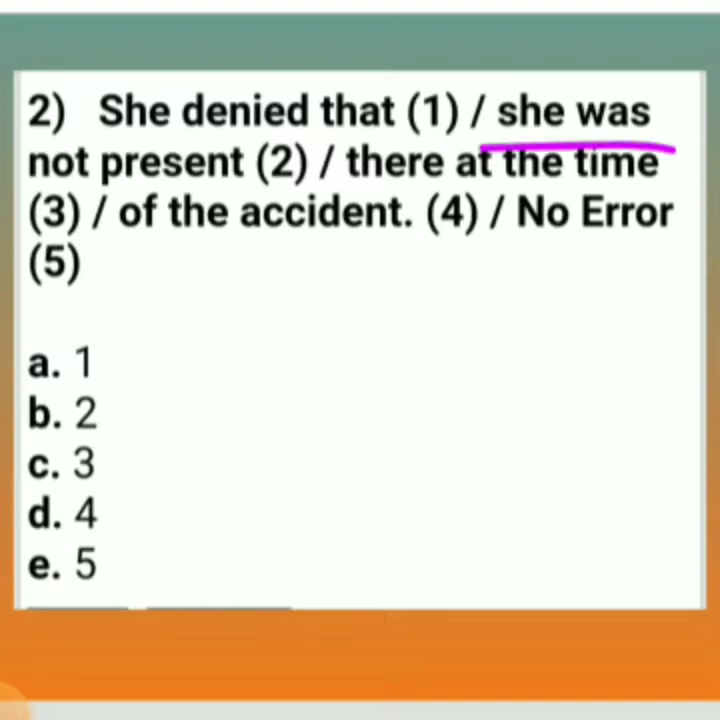 2) She denied that (1) / she was
not present (2) / there at the time
(3) / of the accident. (4) / No Error
(5)
a. 1
b. 2
c. 3
d. 4
e. 5